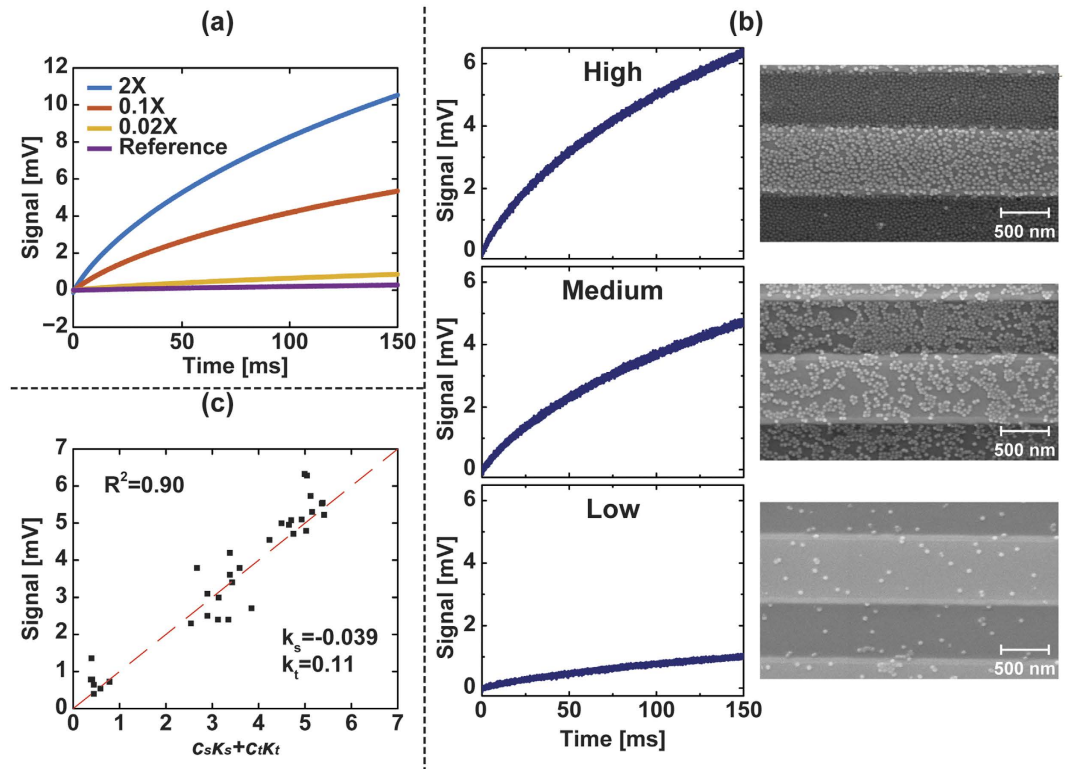 (a)
12
10
8
6
4
2
0
−2
Signal [mV]
2X
0.1X
0.02X
Reference
0
50
100
150
Time [ms]
(b)
High
6
4
2
0
Signal [mV]
500 nm
Medium
6
4
2
0
Signal [mV]
500 nm
Low
6
4
2
0
Signal [mV]
0
50
100
150
Time [ms]
500 nm
(c)
7
6
5
4
3
2
1
0
Signal [mV]
R²=0.90
kₛ=-0.039
kₜ=0.11
0 1 2 3 4 5 6 7
CsKs+CtKt